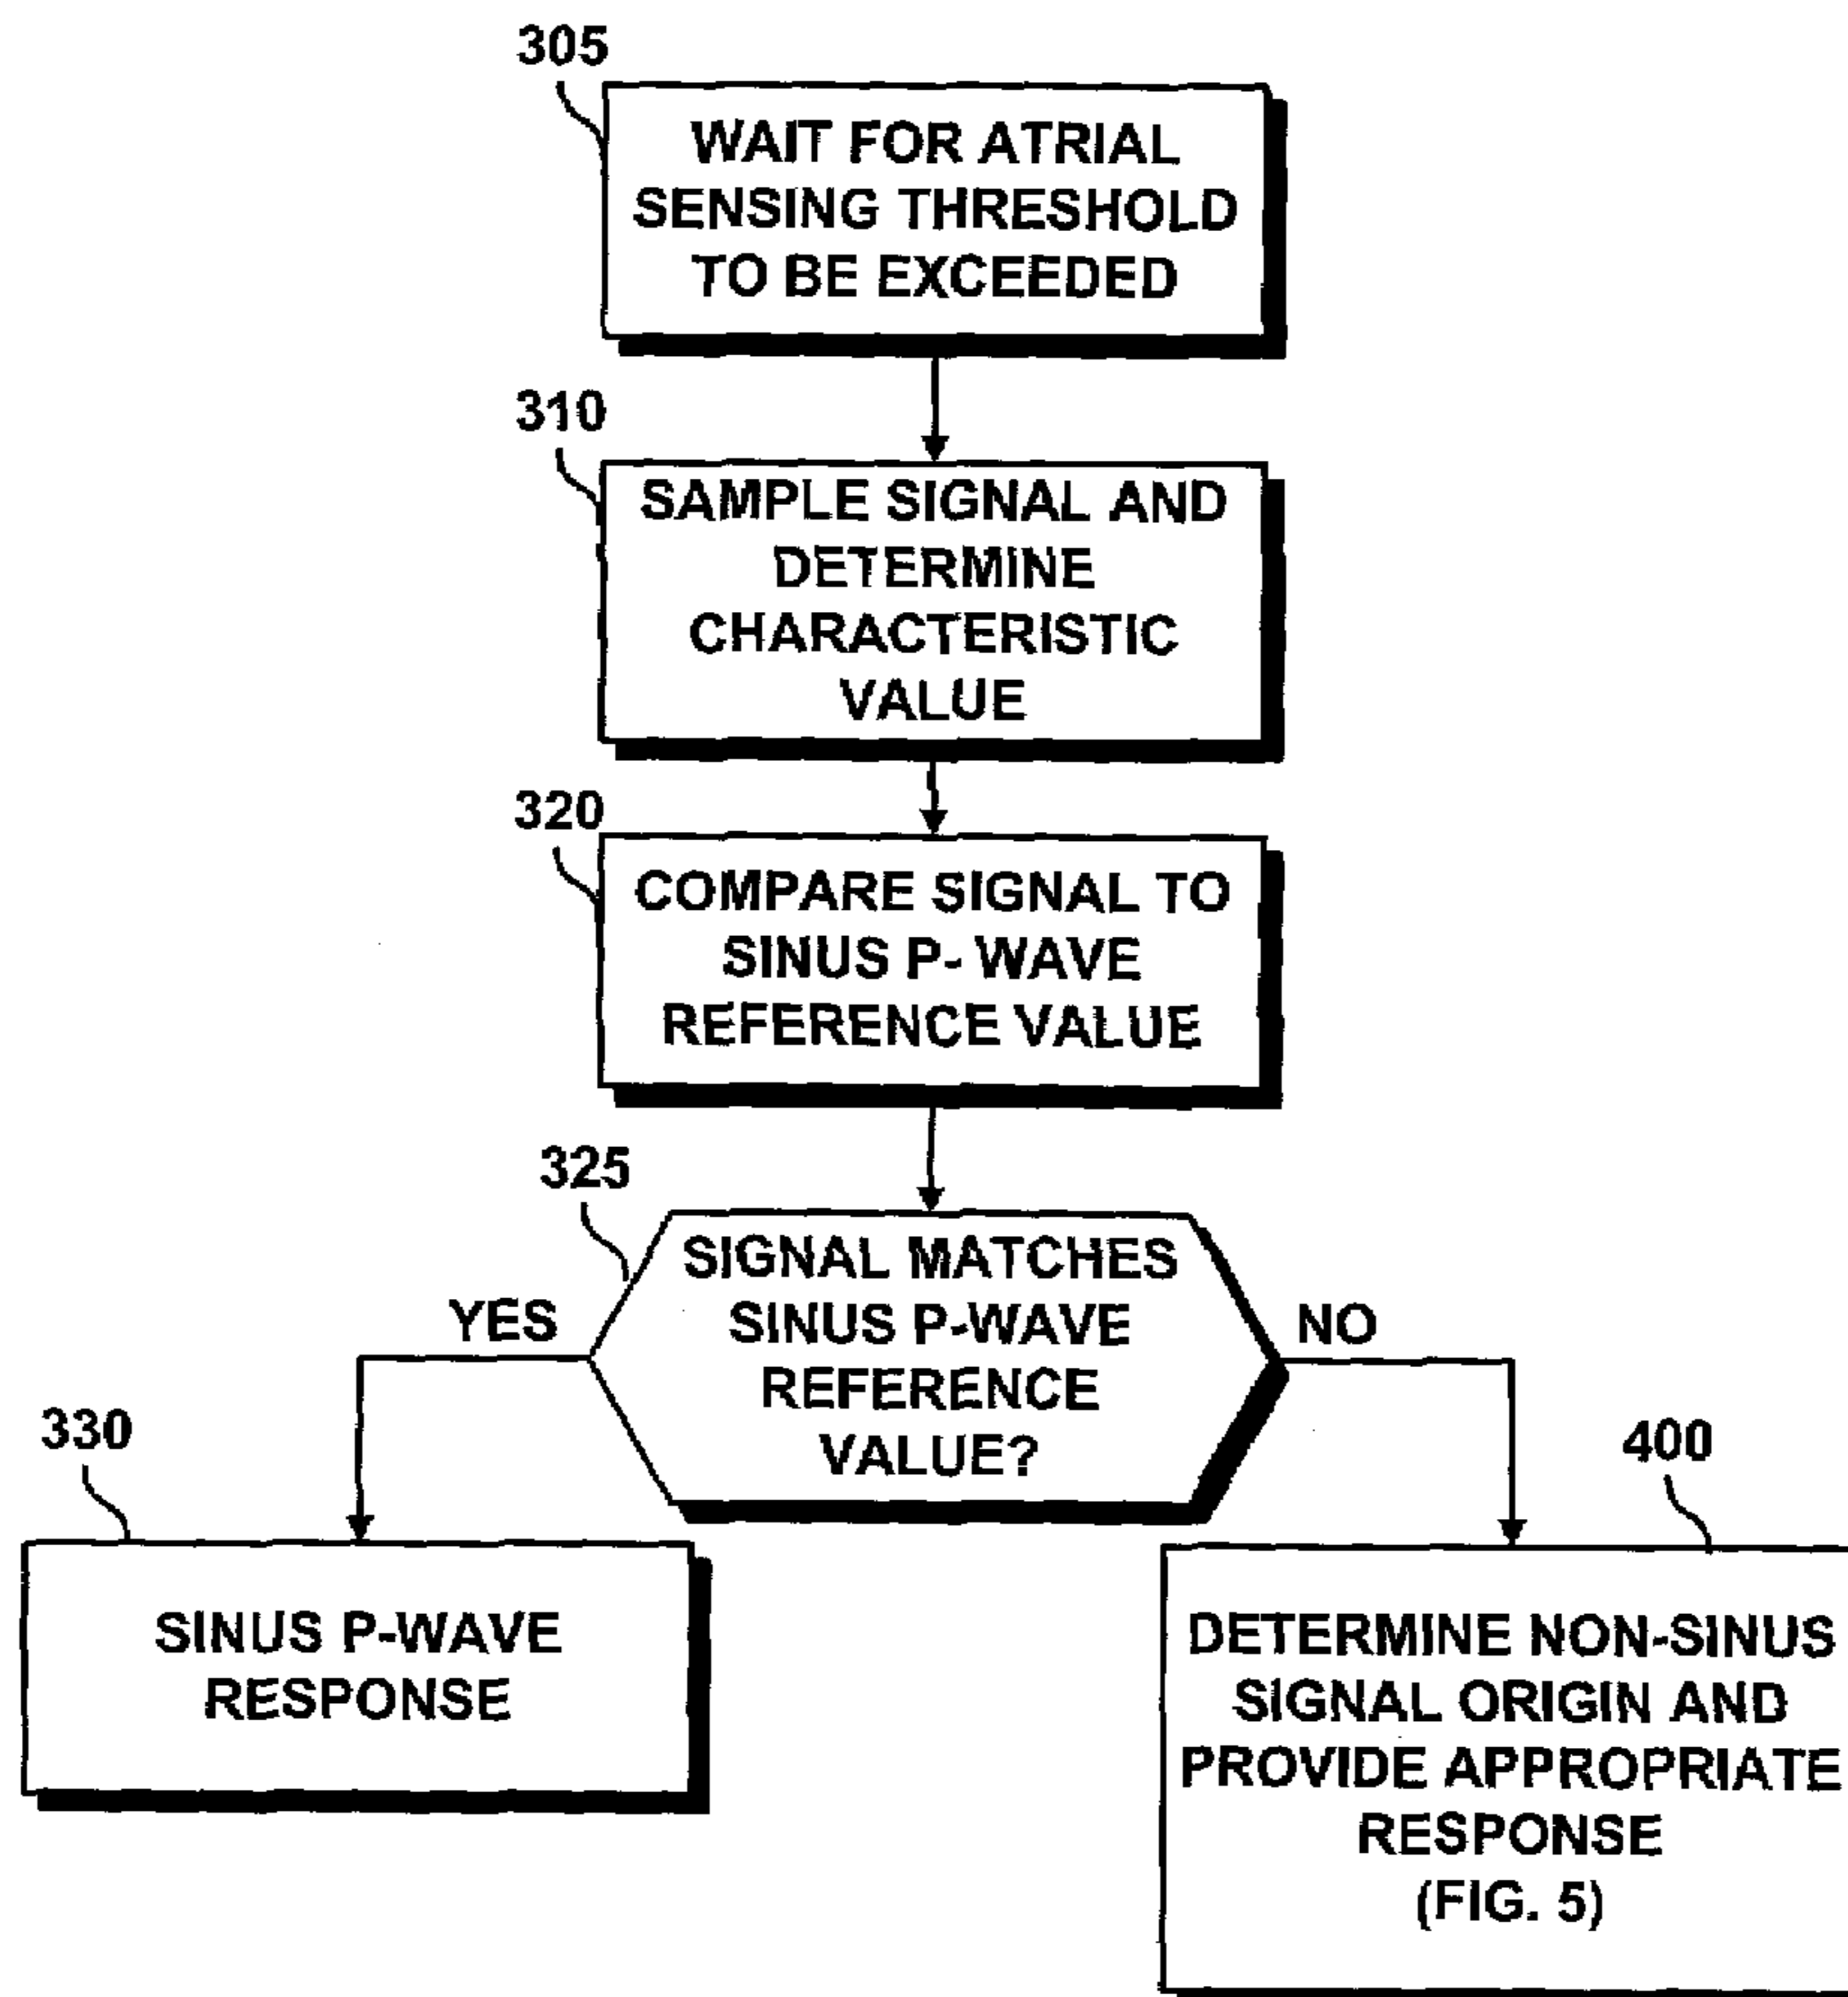 305
WAIT FOR ATRIAL
SENSING THRESHOLD
TO BE EXCEEDED
310
SAMPLE SIGNAL AND
DETERMINE
CHARACTERISTIC
VALUE
320
COMPARE SIGNAL TO
SINUS P- WAVE
REFERENCE VALUE
325
SIGNAL MATCHES
SINUS P-WAVE
REFERENCE
VALUE?
YES
NO
330
SINUS P-WAVE
RESPONSE
400
DETERMINE NON-SINUS
SIGNAL ORIGIN AND
PROVIDE APPROPRIATE
RESPONSE
(FIG. 5)